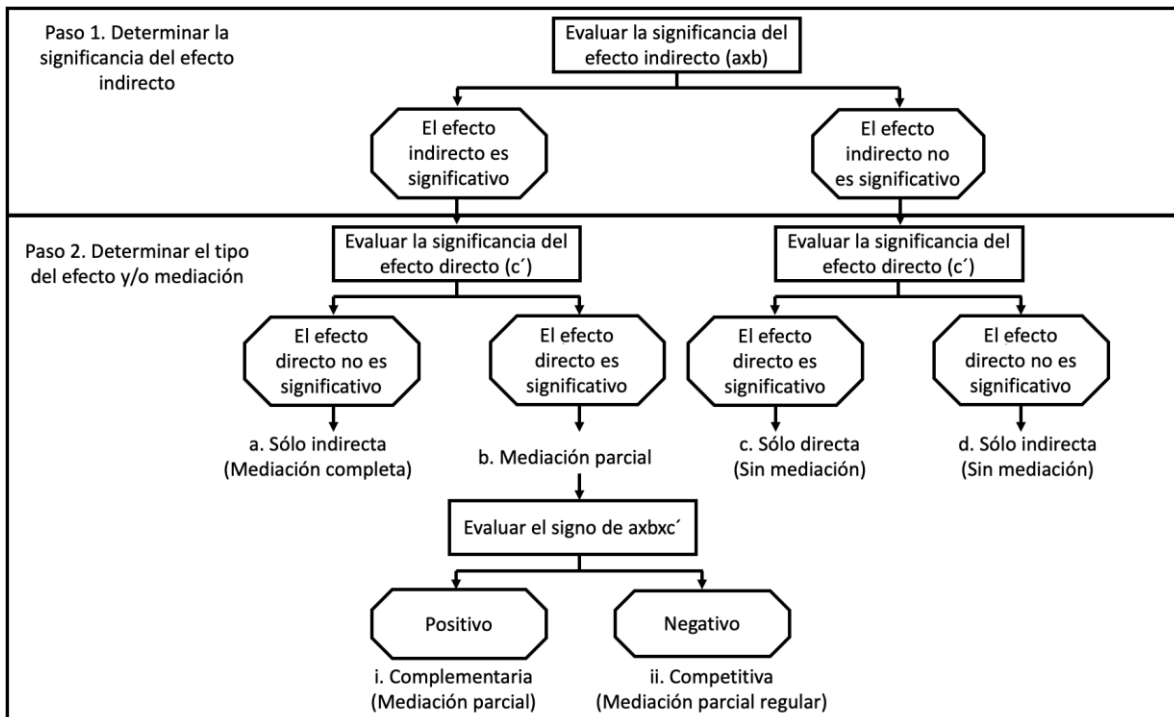 Paso 1. Determinar la
significancia del efecto
indirecto
Evaluar la significancia del
efecto indirecto (axb)
El efecto
indirecto es
significativo
El efecto
indirecto no
es significativo
Paso 2. Determinar el tipo
del efecto y/o mediación
Evaluar la significancia del
efecto directo (c´)
Evaluar la significancia del
efecto directo (c´)
El efecto
directo no es
significativo
El efecto
directo es
significativo
El efecto
directo es
significativo
El efecto
directo no es
significativo
a. Sólo indirecta
(Mediación completa)
b. Mediación parcial
c. Sólo directa
(Sin mediación)
d. Sólo indirecta
(Sin mediación)
Evaluar el signo de axbxc´
Positivo
Negativo
i. Complementaria
(Mediación parcial)
ii. Competitiva
(Mediación parcial regular)